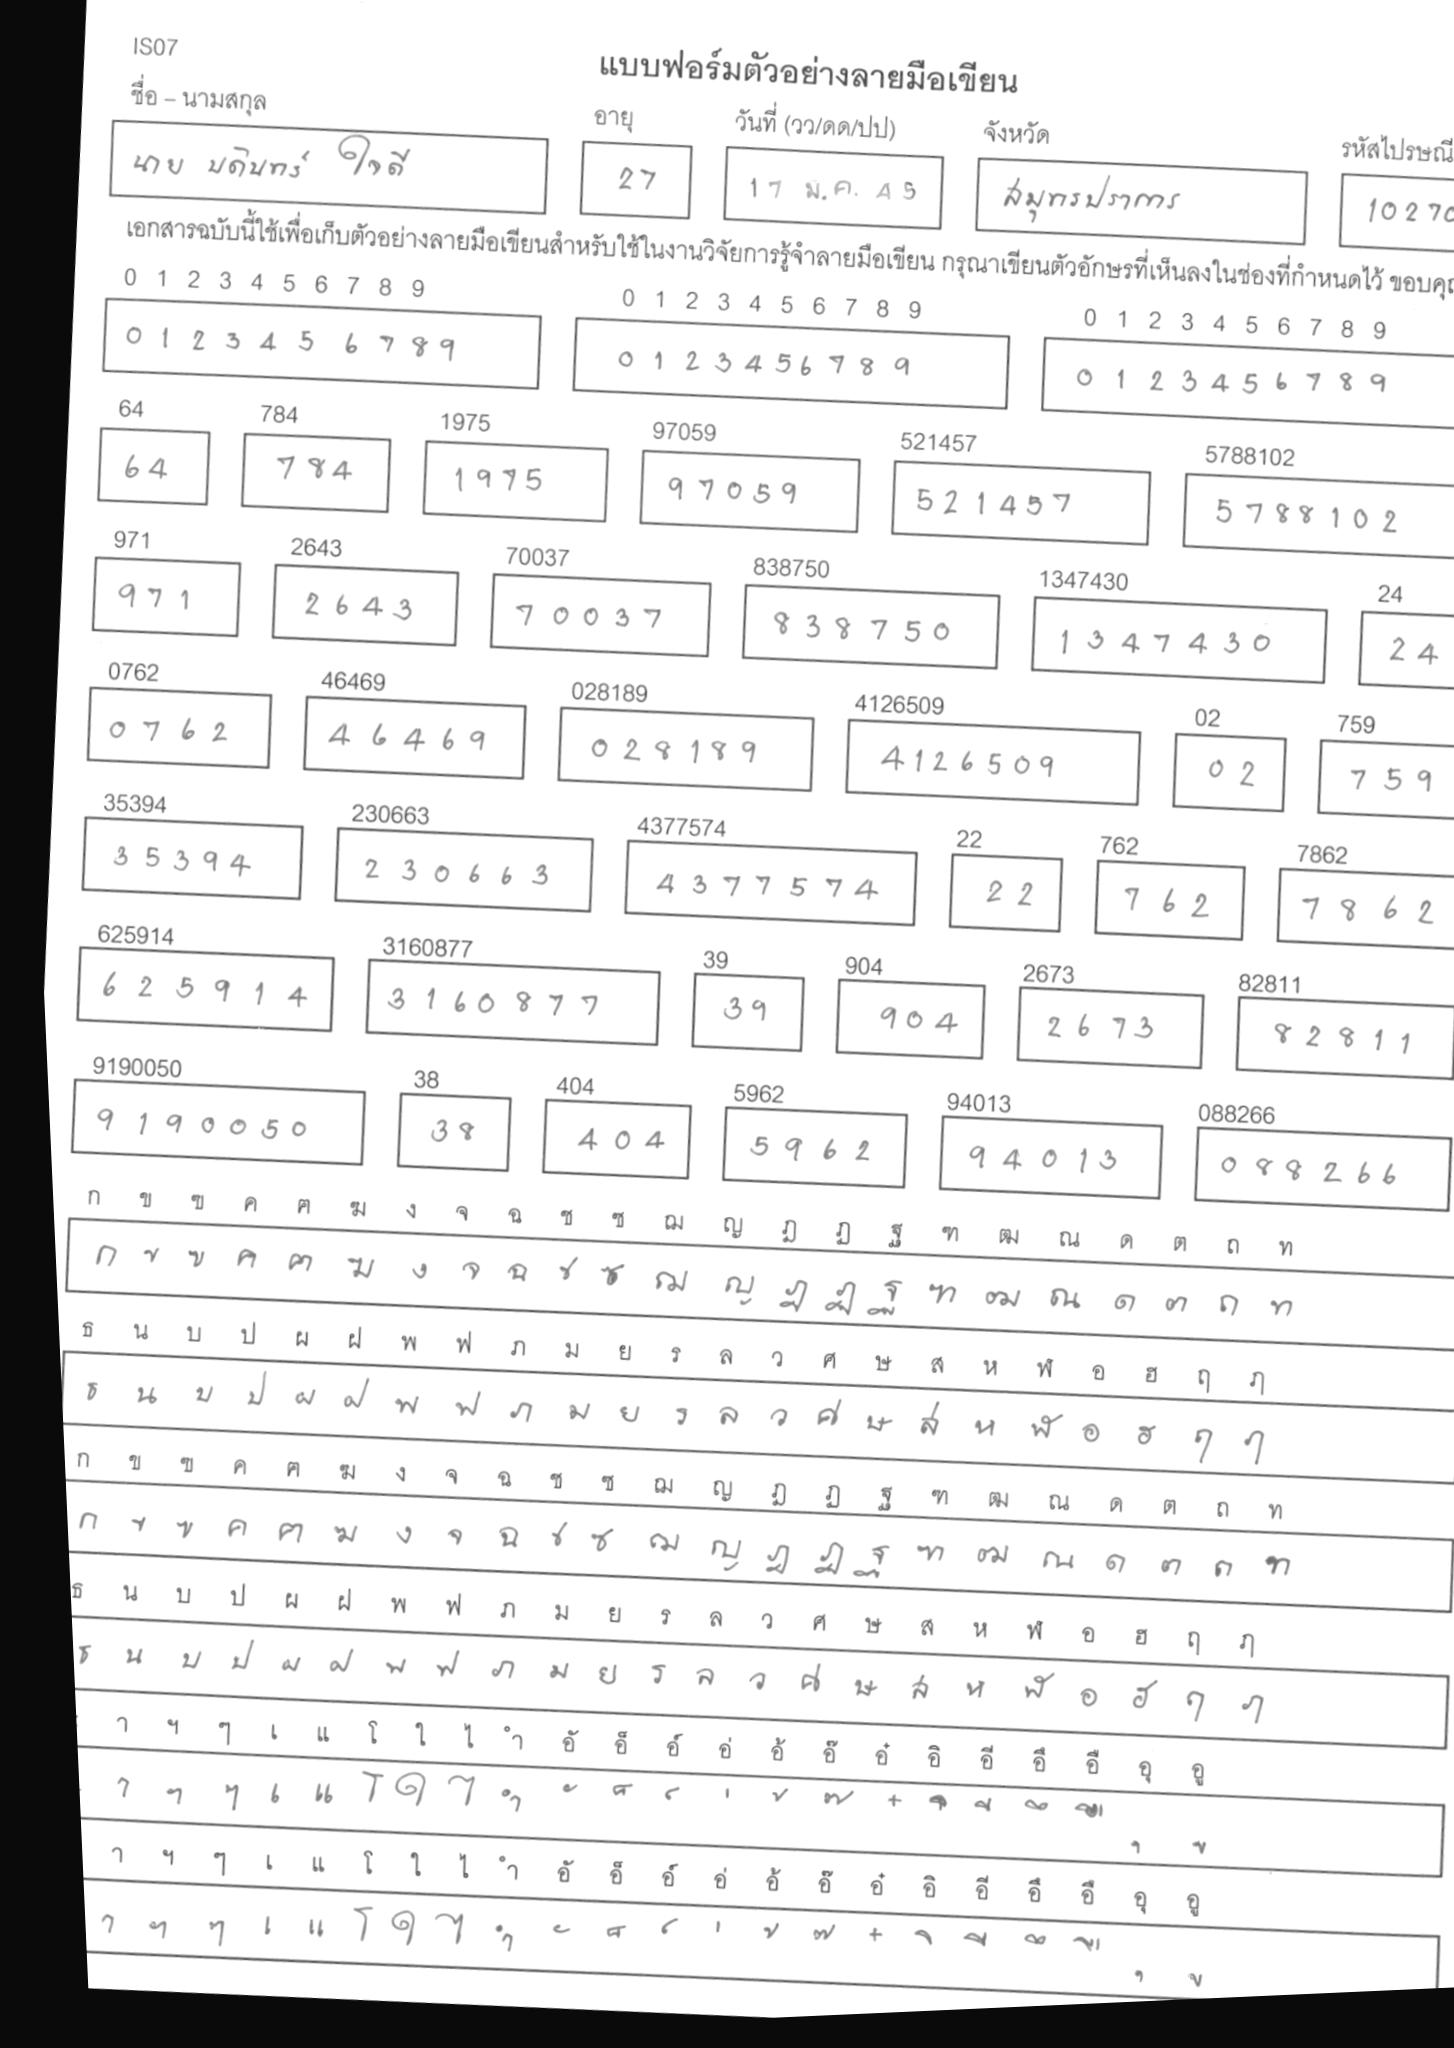 IS07
แบบฟอร์มตัวอย่างลายมือเขียน
ชื่อ – นามสกุล อายุ วันที่ (วว/ดด/ปป) จังหวัด รหัสไปรษณี
นาย บดินทร์ ใจดี 27 17 ม.ค. 45 สมุทรปราการ 10270
เอกสารฉบับนี้ใช้เพื่อเก็บตัวอย่างลายมือเขียนสำหรับใช้ในงานวิจัยการรู้จำลายมือเขียน กรุณาเขียนตัวอักษรที่เห็นลงในช่องที่กำหนดไว้ ขอบคุณ
0 1 2 3 4 5 6 7 8 9 0 1 2 3 4 5 6 7 8 9 0 1 2 3 4 5 6 7 8 9
0 1 2 3 4 5 6 7 8 9 0 1 2 3 4 5 6 7 8 9 0 1 2 3 4 5 6 7 8 9
64 784 1975 97059 521457 5788102
64 784 1975 97059 521457 5788102
971 2643 70037 838750 1347430 24
971 2643 70037 838750 1347430 24
0762 46469 028189 4126509 02 759
0762 46469 028189 4126509 02 759
35394 230663 4377574 22 762 7862
35394 230663 4377574 22 762 7862
625914 3160877 39 904 2673 82811
625914 3160877 39 904 2673 82811
9190050 38 404 5962 94013 088266
9190050 38 404 5962 94013 088266
ก ข ฃ ค ฅ ฆ ง จ ฉ ช ซ ฌ ญ ฎ ฏ ฐ ฑ ฒ ณ ด ต ถ ท
ก ข ฃ ค ฅ ฆ ง จ ฉ ช ซ ฌ ญ ฎ ฏ ฐ ฑ ฒ ณ ด ต ถ ท
ธ น บ ป ผ ฝ พ ฟ ภ ม ย ร ล ว ศ ษ ส ห ฬ อ ฮ ฤ ฦ
ธ น บ ป ผ ฝ พ ฟ ภ ม ย ร ล ว ศ ษ ส ห ฬ อ ฮ ฤ ฦ
ก ข ฃ ค ฅ ฆ ง จ ฉ ช ซ ฌ ญ ฎ ฏ ฐ ฑ ฒ ณ ด ต ถ ท
ก ข ฃ ค ฅ ฆ ง จ ฉ ช ซ ฌ ญ ฎ ฏ ฐ ฑ ฒ ณ ด ต ถ ท
ธ น บ ป ผ ฝ พ ฟ ภ ม ย ร ล ว ศ ษ ส ห ฬ อ ฮ ฤ ฦ
ธ น บ ป ผ ฝ พ ฟ ภ ม ย ร ล ว ศ ษ ส ห ฬ อ ฮ ฤ ฦ
า ฯ ๆ เ แ โ ใ ไ ำ อั อ็ อ์ อ่ อ้ อ๊ อ๋ อิ อี อึ อื อุ อู
า ฯ ๆ เ แ โ ใ ไ ำ ั ็ ์ ่ ้ ๊ ๋ ิ ี ึ ื ุ ู
า ฯ ๆ เ แ โ ใ ไ ำ อั อ็ อ์ อ่ อ้ อ๊ อ๋ อิ อี อึ อื อุ อู
า ฯ ๆ เ แ โ ใ ไ ำ ั ็ ์ ่ ้ ๊ ๋ ิ ี ึ ื ุ ู